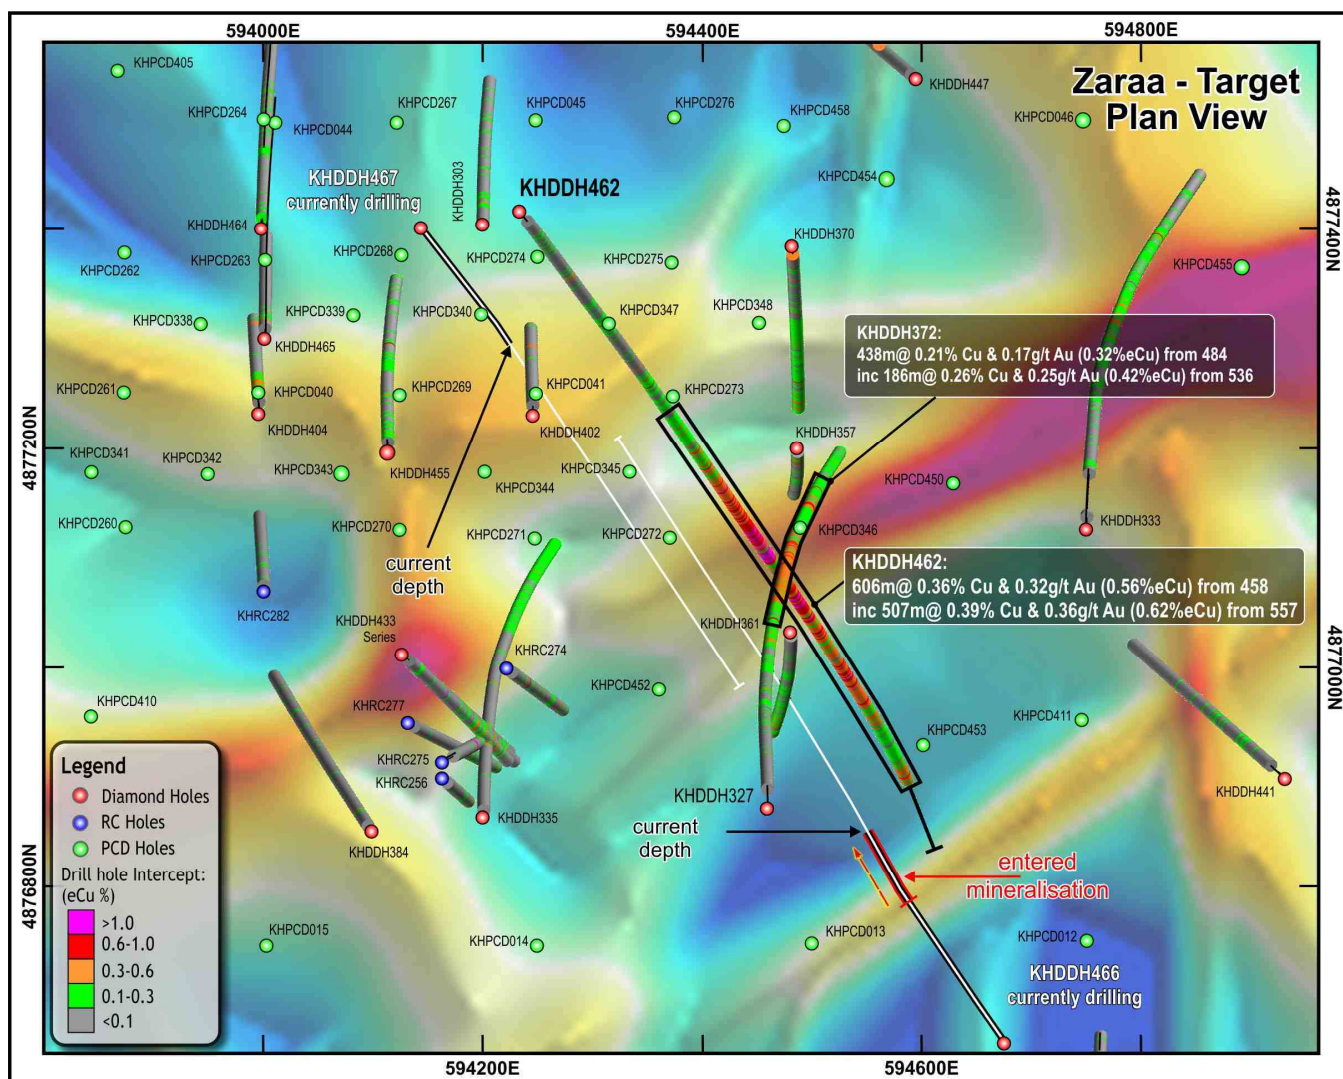 594000E
594400E
594800E
Zaraa - Target
Plan View
KHPCD405
KHPCD264
KHPCD044
KHPCD267
KHPCD045
KHPCD276
KHPCD458
KHDDH447
KHPCD046
KHDDH303
KHDDH467
currently drilling
KHDDH462
KHPCD454
4877400N
KHDDH464
KHPCD262
KHPCD263
KHPCD268
KHPCD274
KHPCD275
KHDDH370
KHPCD455
KHPCD338
KHPCD339
KHPCD340
KHPCD347
KHPCD348
KHDDH465
KHDDH372:
438m@ 0.21% Cu & 0.17g/t Au (0.32%eCu) from 484
inc 186m@ 0.26% Cu & 0.25g/t Au (0.42%eCu) from 536
KHPCD261
KHPCD040
KHPCD269
KHPCD041
KHPCD273
KHDDH404
KHDDH402
4877200N
KHPCD341
KHPCD342
KHPCD343
KHDDH455
KHPCD344
KHPCD345
KHDDH357
KHPCD450
KHPCD260
KHPCD270
KHPCD271
KHPCD272
KHPCD346
KHDDH333
current
depth
KHDDH462:
606m@ 0.36% Cu & 0.32g/t Au (0.56%eCu) from 458
inc 507m@ 0.39% Cu & 0.36g/t Au (0.62%eCu) from 557
KHRC282
KHDDH433
Series
KHDDH361
KHRC274
4877000N
KHPCD410
KHRC277
KHPCD452
KHPCD411
KHPCD453
KHRC275
KHRC256
KHDDH441
KHDDH335
KHDDH327
KHDDH384
current
depth
entered
mineralisation
4876800N
Legend
Diamond Holes
RC Holes
PCD Holes
Drill hole Intercept:
(eCu %)
>1.0
0.6-1.0
0.3-0.6
0.1-0.3
<0.1
KHPCD015
KHPCD014
KHPCD013
KHPCD012
KHDDH466
currently drilling
594200E
594600E